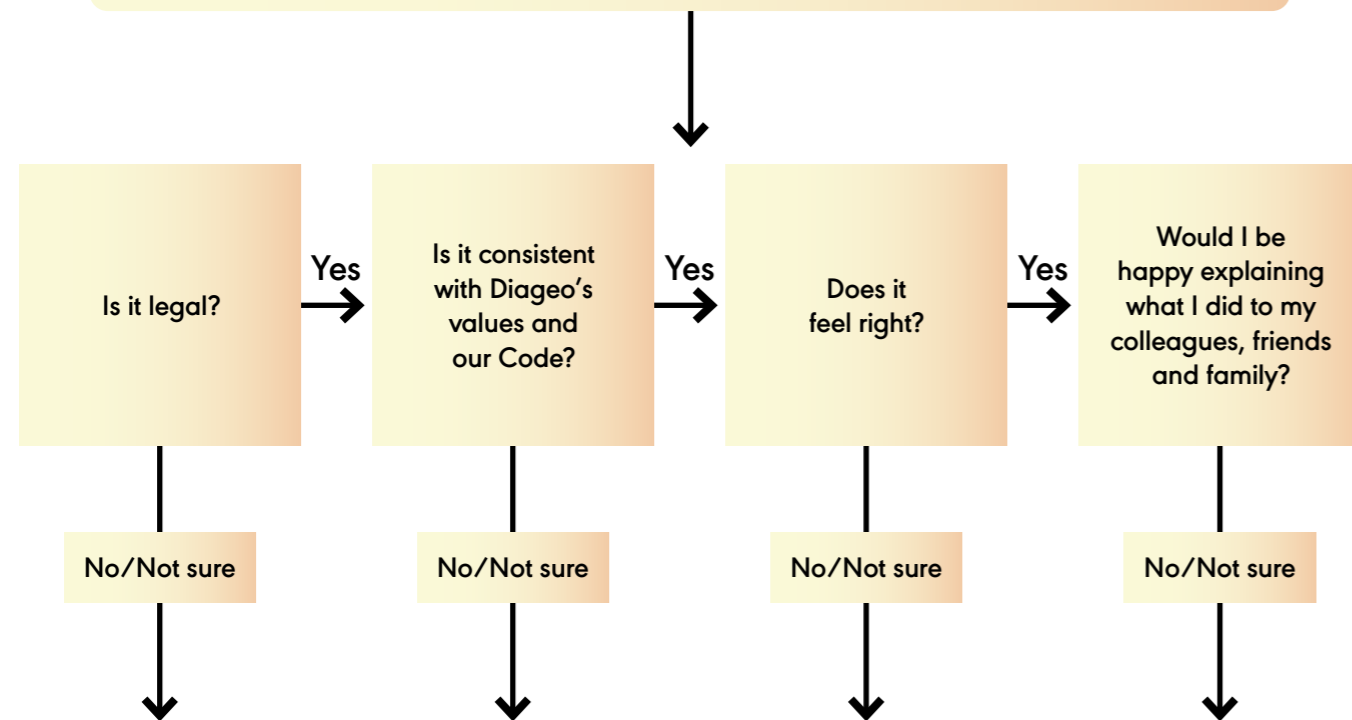 Is it legal?
Yes
Is it consistent
with Diageo’s
values and
our Code?
Yes
Does it
feel right?
Yes
Would I be
happy explaining
what I did to my
colleagues, friends
and family?
No/Not sure
No/Not sure
No/Not sure
No/Not sure